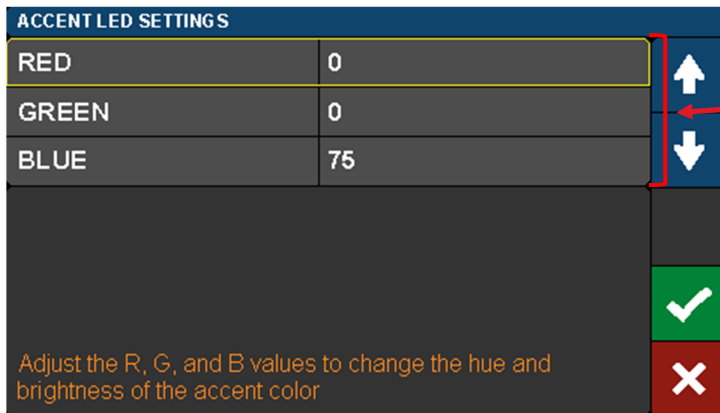 ACCENT LED SETTINGS
RED 0
GREEN 0
BLUE 75
Adjust the R, G, and B values to change the hue and
brightness of the accent color